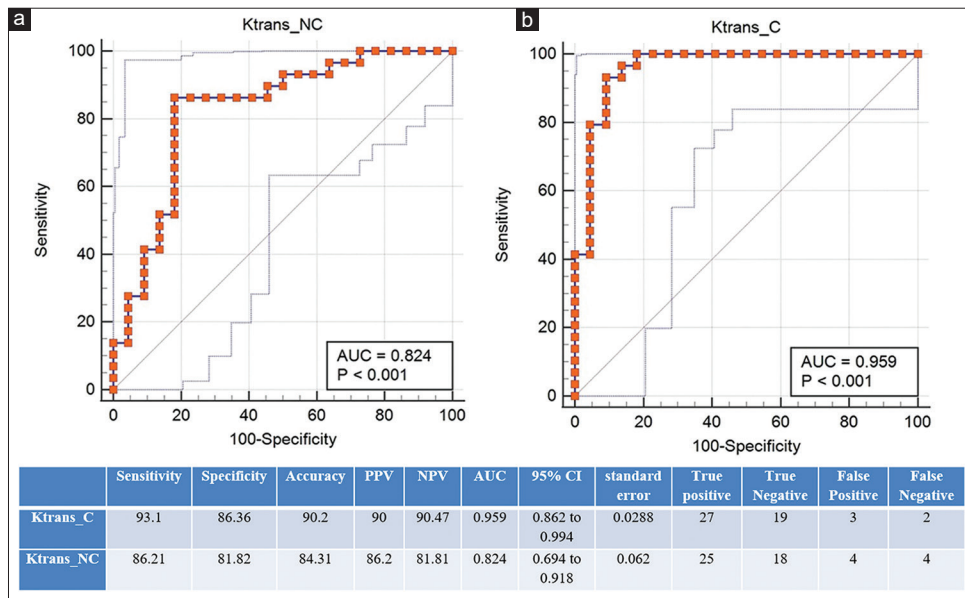 a
Ktrans_NC
100
80
60
40
20
0
Sensitivity
AUC = 0.824
P < 0.001
0 20 40 60 80 100
100-Specificity
b
Ktrans_C
100
80
60
40
20
0
Sensitivity
AUC = 0.959
P < 0.001
0 20 40 60 80 100
100-Specificity
Sensitivity Specificity Accuracy PPV NPV AUC 95% CI standard error True positive True Negative False Positive False Negative
Ktrans_C 93.1 86.36 90.2 90 90.47 0.959 0.862 to 0.994 0.0288 27 19 3 2
Ktrans_NC 86.21 81.82 84.31 86.2 81.81 0.824 0.694 to 0.918 0.062 25 18 4 4